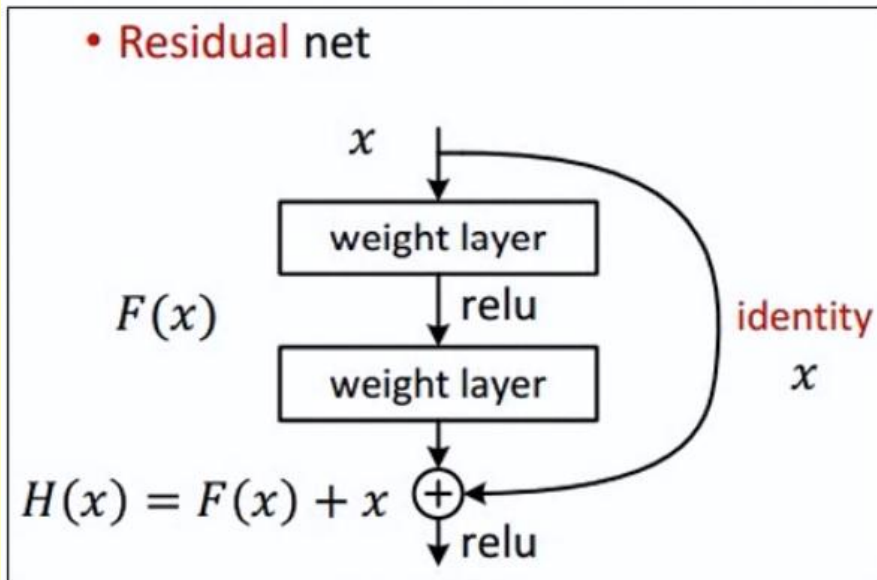 • Residual net
x
weight layer
F(x)
relu
identity
x
weight layer
H(x) = F(x) + x
+
relu